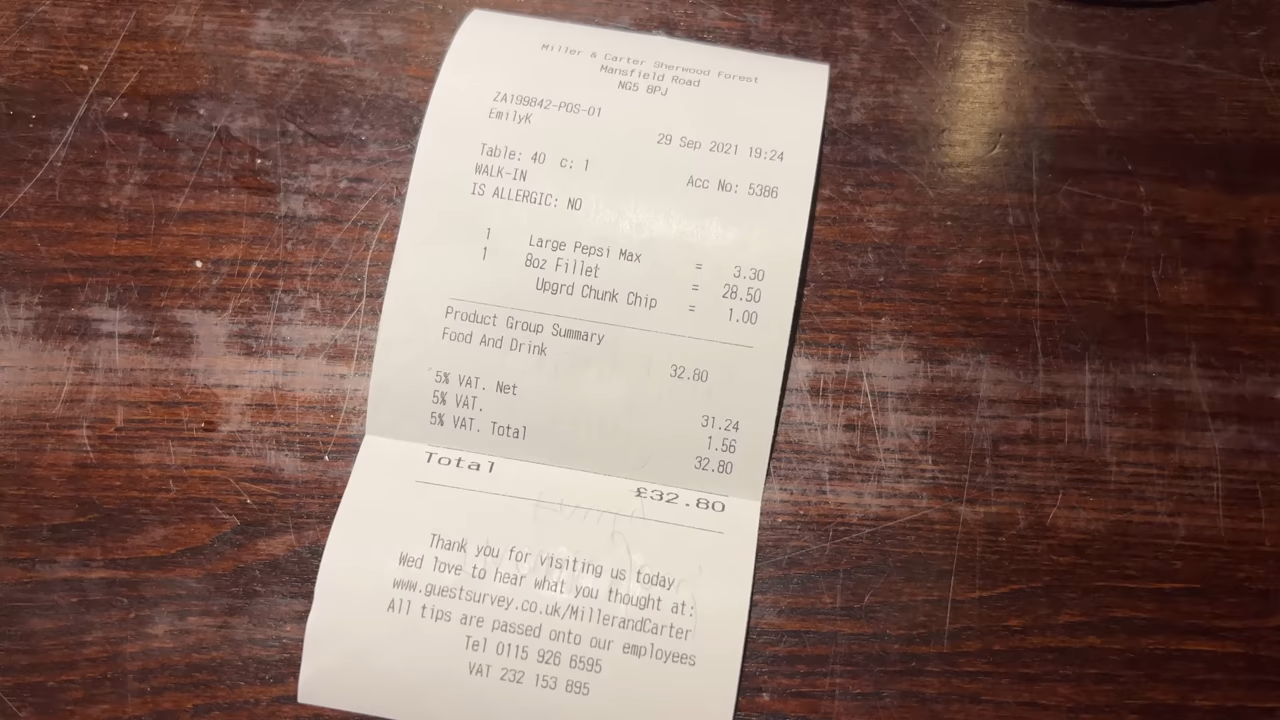 Miller & Carter Sherwood Forest
Mansfield Road
NG5 8PJ
ZA199842-POS-01
EmilyK
29 Sep 2021 19:24
Table: 40 c: 1
WALK-IN
Acc No: 5386
IS ALLERGIC: NO
1 Large Pepsi Max = 3.30
1 8oz Fillet = 28.50
Upgrd Chunk Chip = 1.00
Product Group Summary
Food And Drink 32.80
5% VAT. Net 31.24
5% VAT. 1.56
5% VAT. Total 32.80
Total £32.80
Thank you for visiting us today
Wed love to hear what you thought at:
www.guestsurvey.co.uk/MillerandCarter
All tips are passed onto our employees
Tel 0115 926 6595
VAT 232 153 895